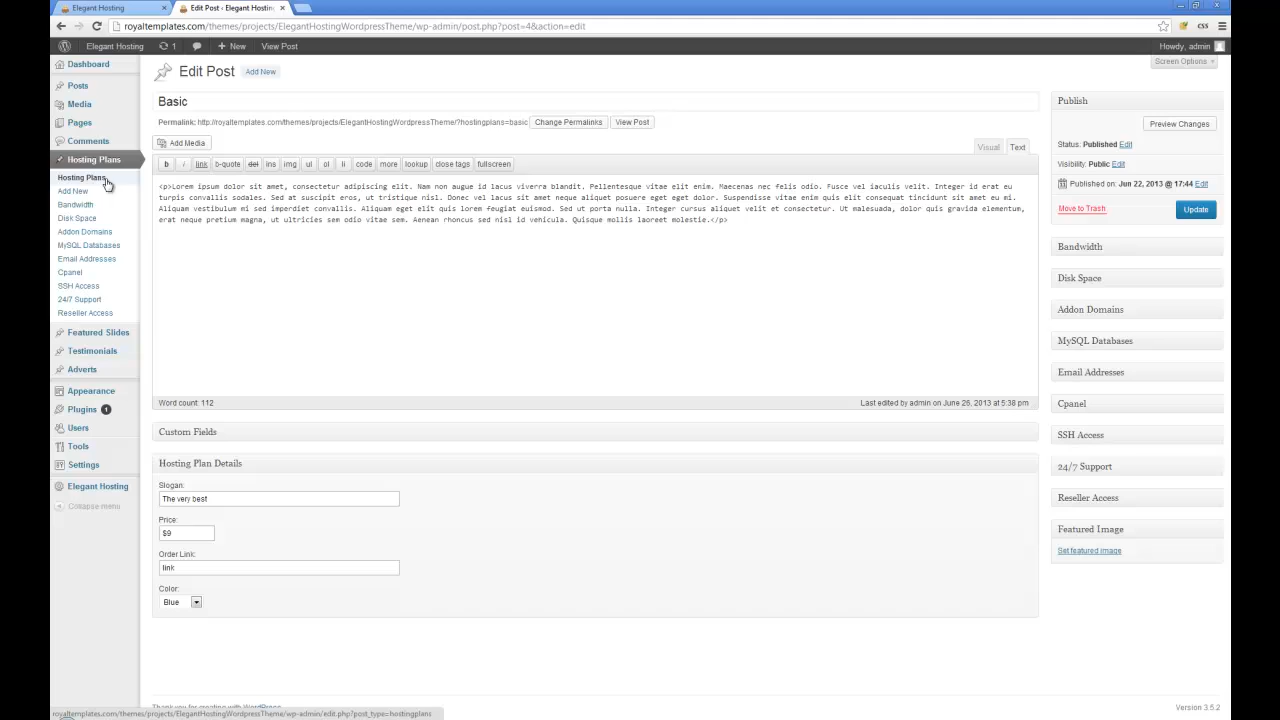 Elegant Hosting
Edit Post ‹ Elegant Hostin
royaltemplates.com/themes/projects/ElegantHostingWordpressTheme/wp-admin/post.php?post=4&action=edit
css
Elegant Hosting 1 + New View Post Howdy, admin
Screen Options
Dashboard
Posts
Media
Pages
Comments
Hosting Plans
Hosting Plans
Add New
Bandwidth
Disk Space
Addon Domains
MySQL Databases
Email Addresses
Cpanel
SSH Access
24/7 Support
Reseller Access
Featured Slides
Testimonials
Adverts
Appearance
Plugins 1
Users
Tools
Settings
Elegant Hosting
Collapse menu
Edit Post Add New
Basic
Permalink: http://royaltemplates.com/themes/projects/ElegantHostingWordpressTheme/?hostingplans=basic Change Permalinks View Post
Add Media
Visual Text
b i link b-quote del ins img ul ol li code more lookup close tags fullscreen
<p>Lorem ipsum dolor sit amet, consectetur adipiscing elit. Nam non augue id lacus viverra blandit. Pellentesque vitae elit enim. Maecenas nec felis odio. Fusce vel iaculis velit. Integer id erat eu
turpis convallis sodales. Sed at suscipit eros, ut tristique nisl. Donec vel lacus sit amet neque aliquet posuere eget eget dolor. Suspendisse vitae enim quis elit consequat tincidunt sit amet eu mi.
Aliquam vestibulum mi sed imperdiet convallis. Aliquam eget elit quis lorem feugiat euismod. Sed ut porta nulla. Integer cursus aliquet velit et consectetur. Ut malesuada, dolor quis gravida elementum,
erat neque pretium magna, ut ultricies sem odio vitae sem. Aenean rhoncus sed nisl id vehicula. Quisque mollis laoreet molestie.</p>
Word count: 112 Last edited by admin on June 26, 2013 at 5:38 pm
Custom Fields
Hosting Plan Details
Slogan:
The very best
Price:
$9
Order Link:
link
Color:
Blue
Publish
Preview Changes
Status: Published Edit
Visibility: Public Edit
Published on: Jun 22, 2013 @ 17:44 Edit
Move to Trash Update
Bandwidth
Disk Space
Addon Domains
MySQL Databases
Email Addresses
Cpanel
SSH Access
24/7 Support
Reseller Access
Featured Image
Set featured image
Thank you for creating with WordPress
Version 3.5.2
royaltemplates.com/themes/projects/ElegantHostingWordpressTheme/wp-admin/edit.php?post_type=hostingplans